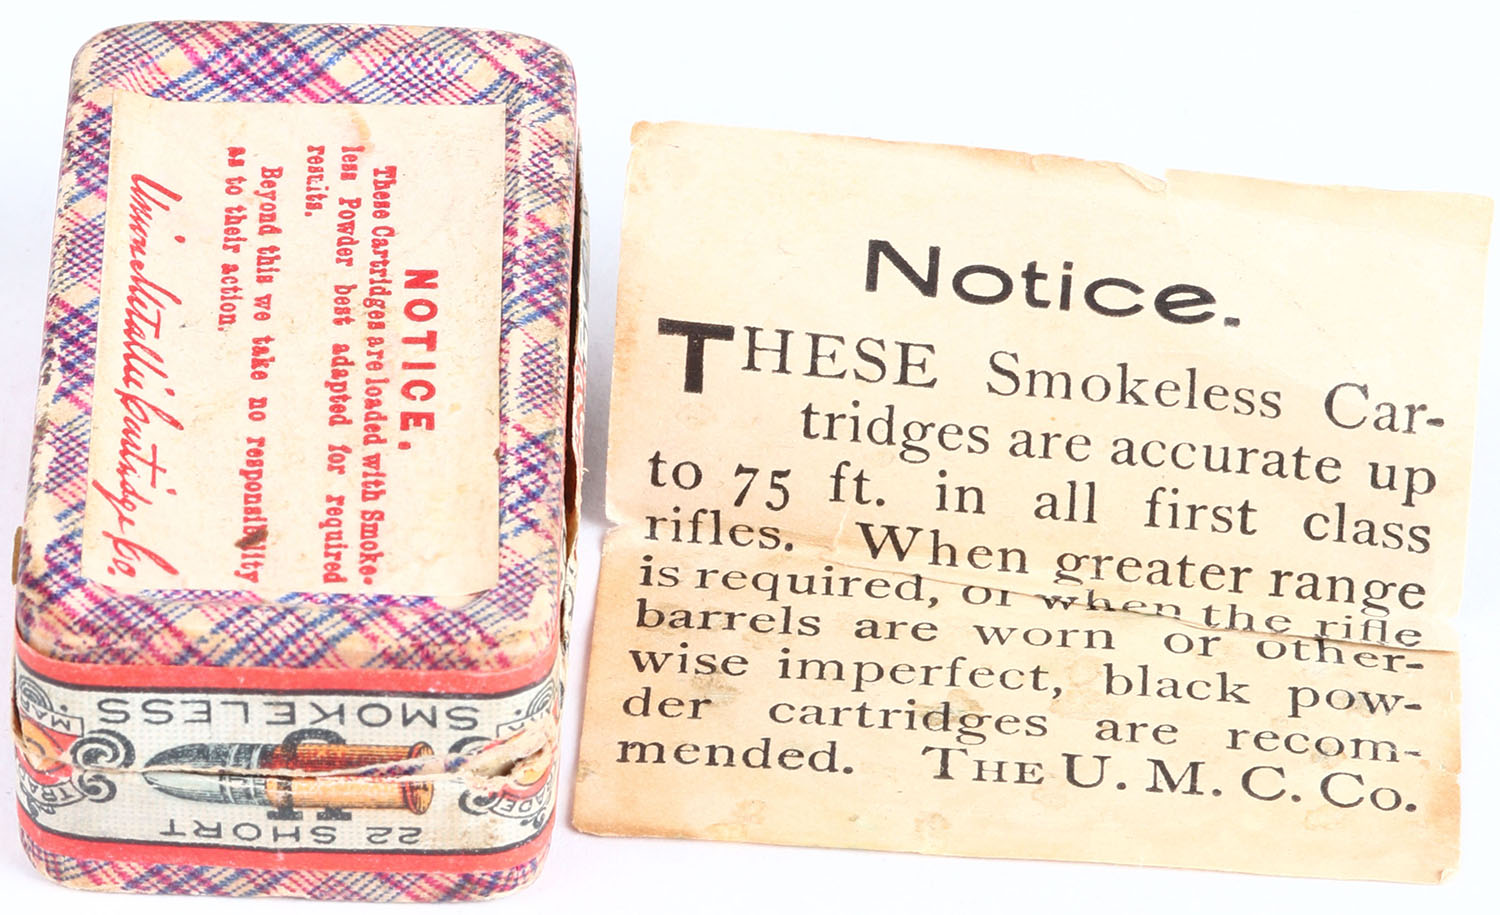 NOTICE.
These Cartridges are loaded with Smoke-
less Powder best adapted for required
results.
Beyond this we take no responsibility
as to their action.
Union Metallic Cartridge Co.
SMOKELESS
22 SHORT
H
TRADE
MAR
TRA
Notice.
THESE Smokeless Car-
tridges are accurate up
to 75 ft. in all first class
rifles. When greater range
is required, or when the rifle
barrels are worn or other-
wise imperfect, black pow-
der cartridges are recom-
mended. THE U. M. C. Co.